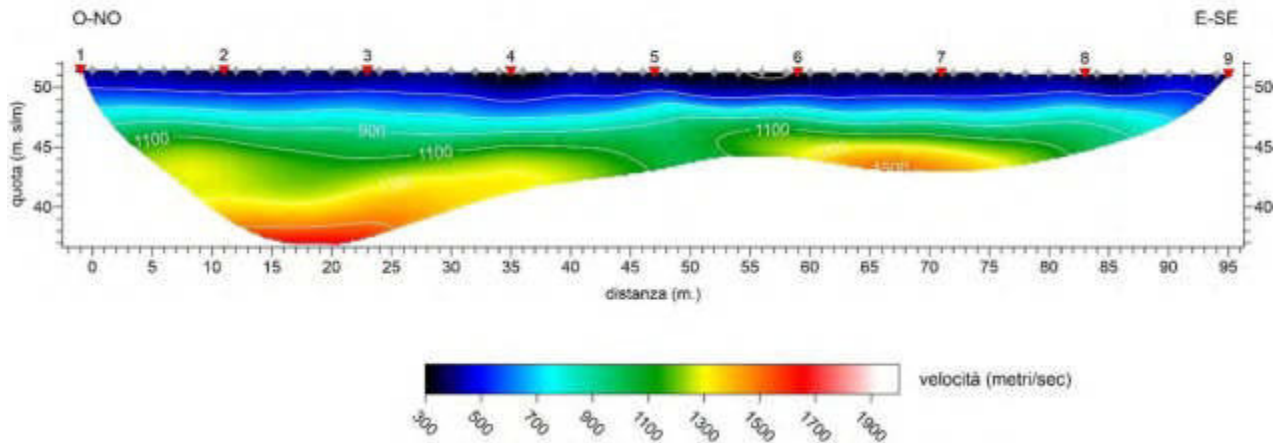 O-NO E-SE
1 2 3 4 5 6 7 8 9
50 50
1100 900 1100 1100
45 45
40 40
quota (m. slm)
0 5 10 15 20 25 30 35 40 45 50 55 60 65 70 75 80 85 90 95
distanza (m.)
velocità (metri/sec)
300 500 700 900 1100 1300 1500 1700 1900